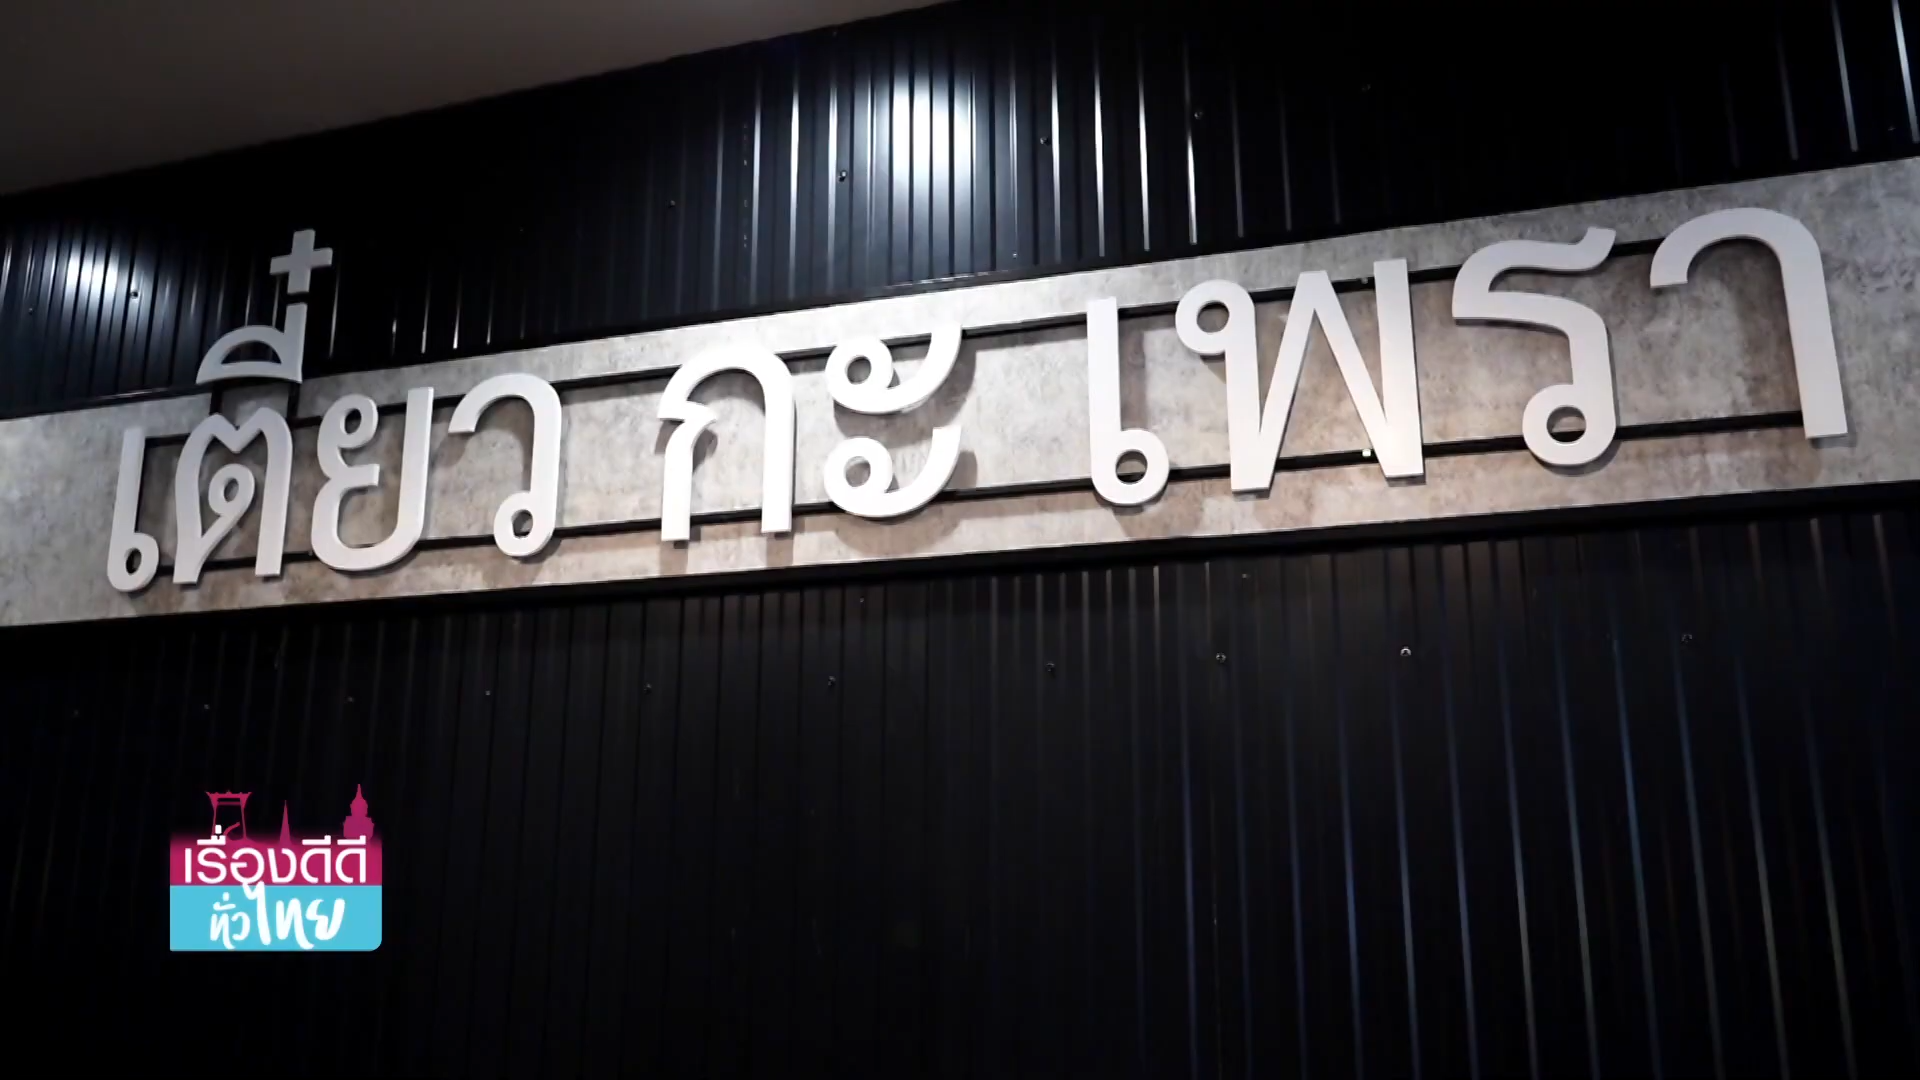 เตี๋ยว กะ เพรา
เรื่องดีดี
ทั่วไทย